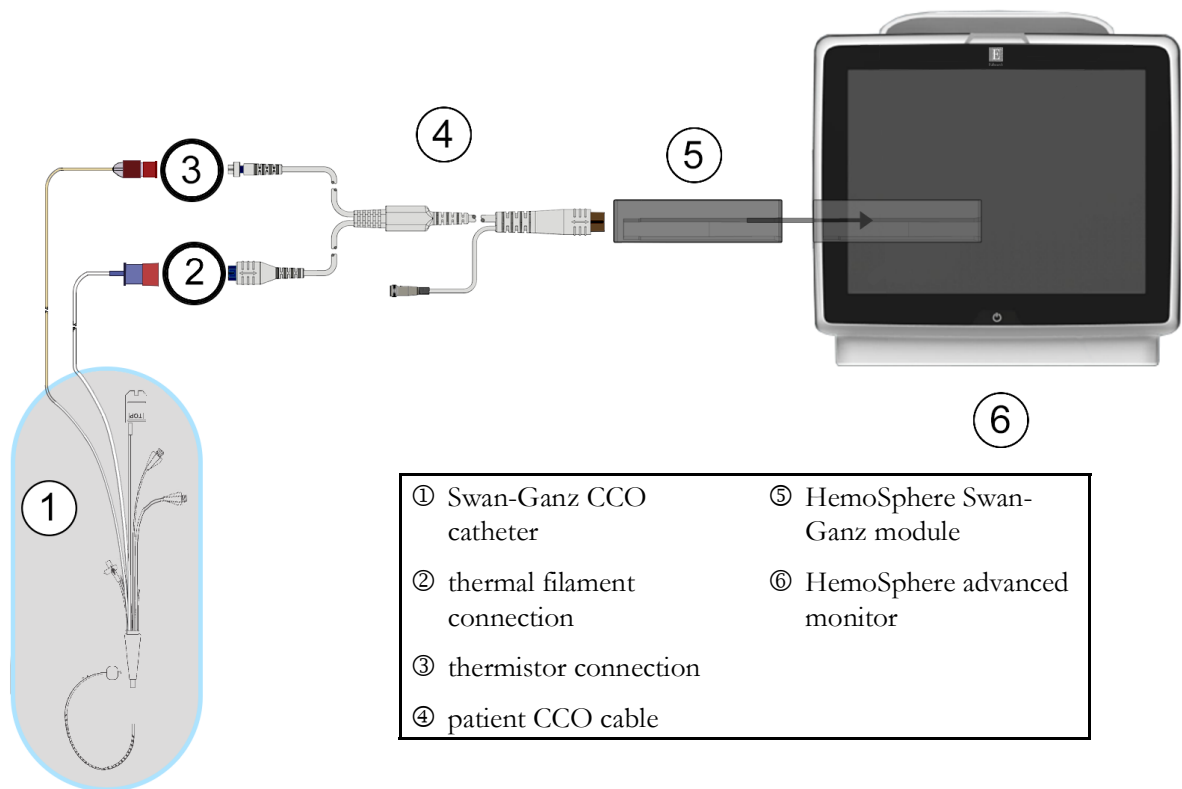 4
5
3
2
E
6
1
TOP
① Swan-Ganz CCO
catheter
② thermal filament
connection
③ thermistor connection
④ patient CCO cable
⑤ HemoSphere Swan-
Ganz module
⑥ HemoSphere advanced
monitor